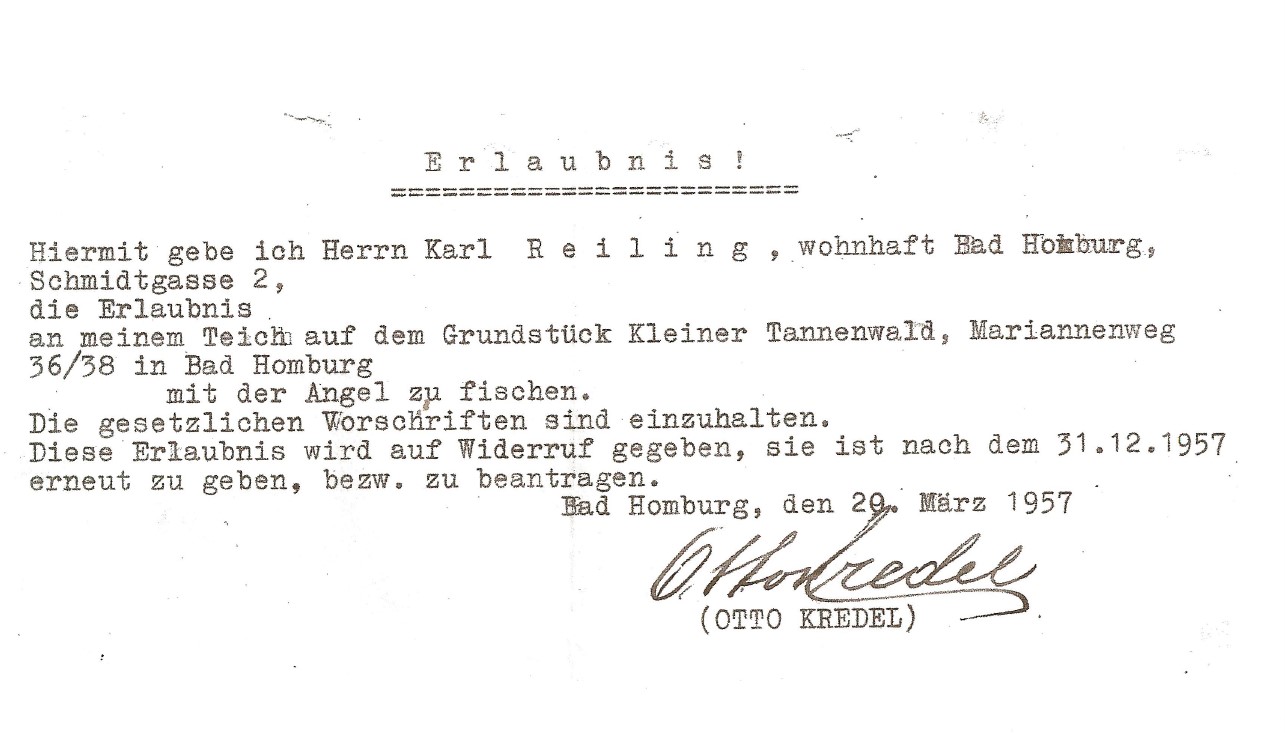 E r l a u b n i s !
========================
Hiermit gebe ich Herrn Karl R e i l i n g , wohnhaft Bad Homburg,
Schmidtgasse 2,
die Erlaubnis
an meinem Teich auf dem Grundstück Kleiner Tannenwald, Mariannenweg
36/38 in Bad Homburg
mit der Angel zu fischen.
Die gesetzlichen Vorschriften sind einzuhalten.
Diese Erlaubnis wird auf Widerruf gegeben, sie ist nach dem 31.12.1957
erneut zu geben, bezw. zu beantragen.
Bad Homburg, den 29. März 1957
Otto Kredel
(OTTO KREDEL)